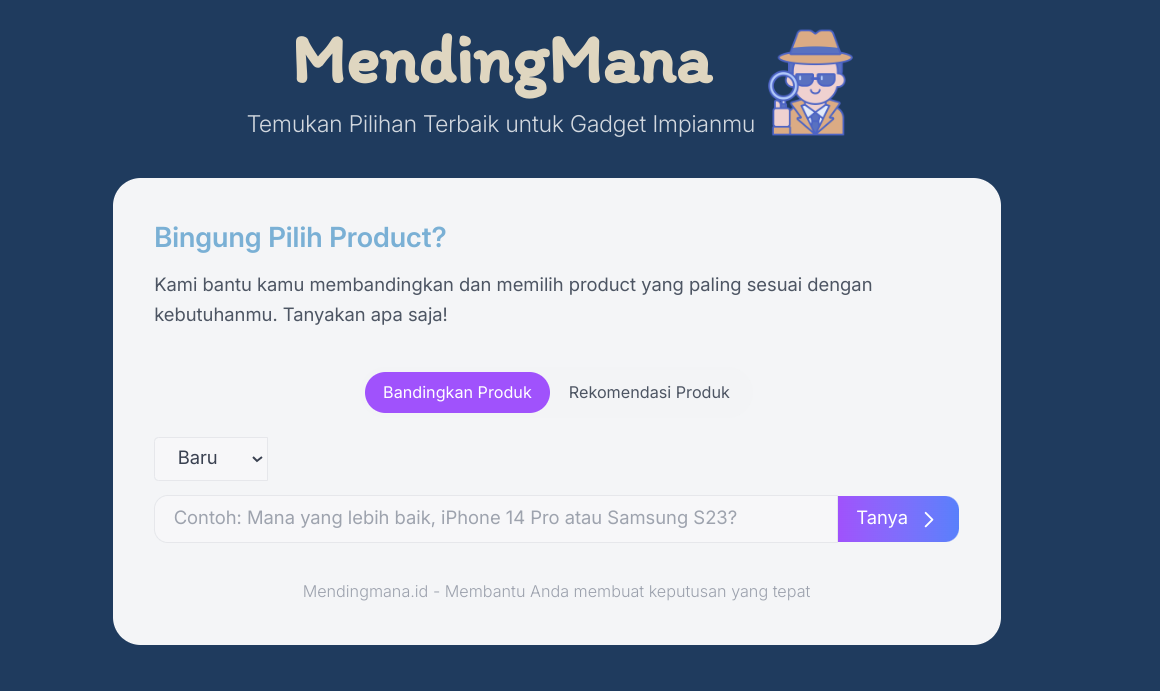 MendingMana
Temukan Pilihan Terbaik untuk Gadget Impianmu
Bingung Pilih Product?
Kami bantu kamu membandingkan dan memilih product yang paling sesuai dengan
kebutuhanmu. Tanyakan apa saja!
Bandingkan Produk Rekomendasi Produk
Baru
Contoh: Mana yang lebih baik, iPhone 14 Pro atau Samsung S23? Tanya
Mendingmana.id - Membantu Anda membuat keputusan yang tepat